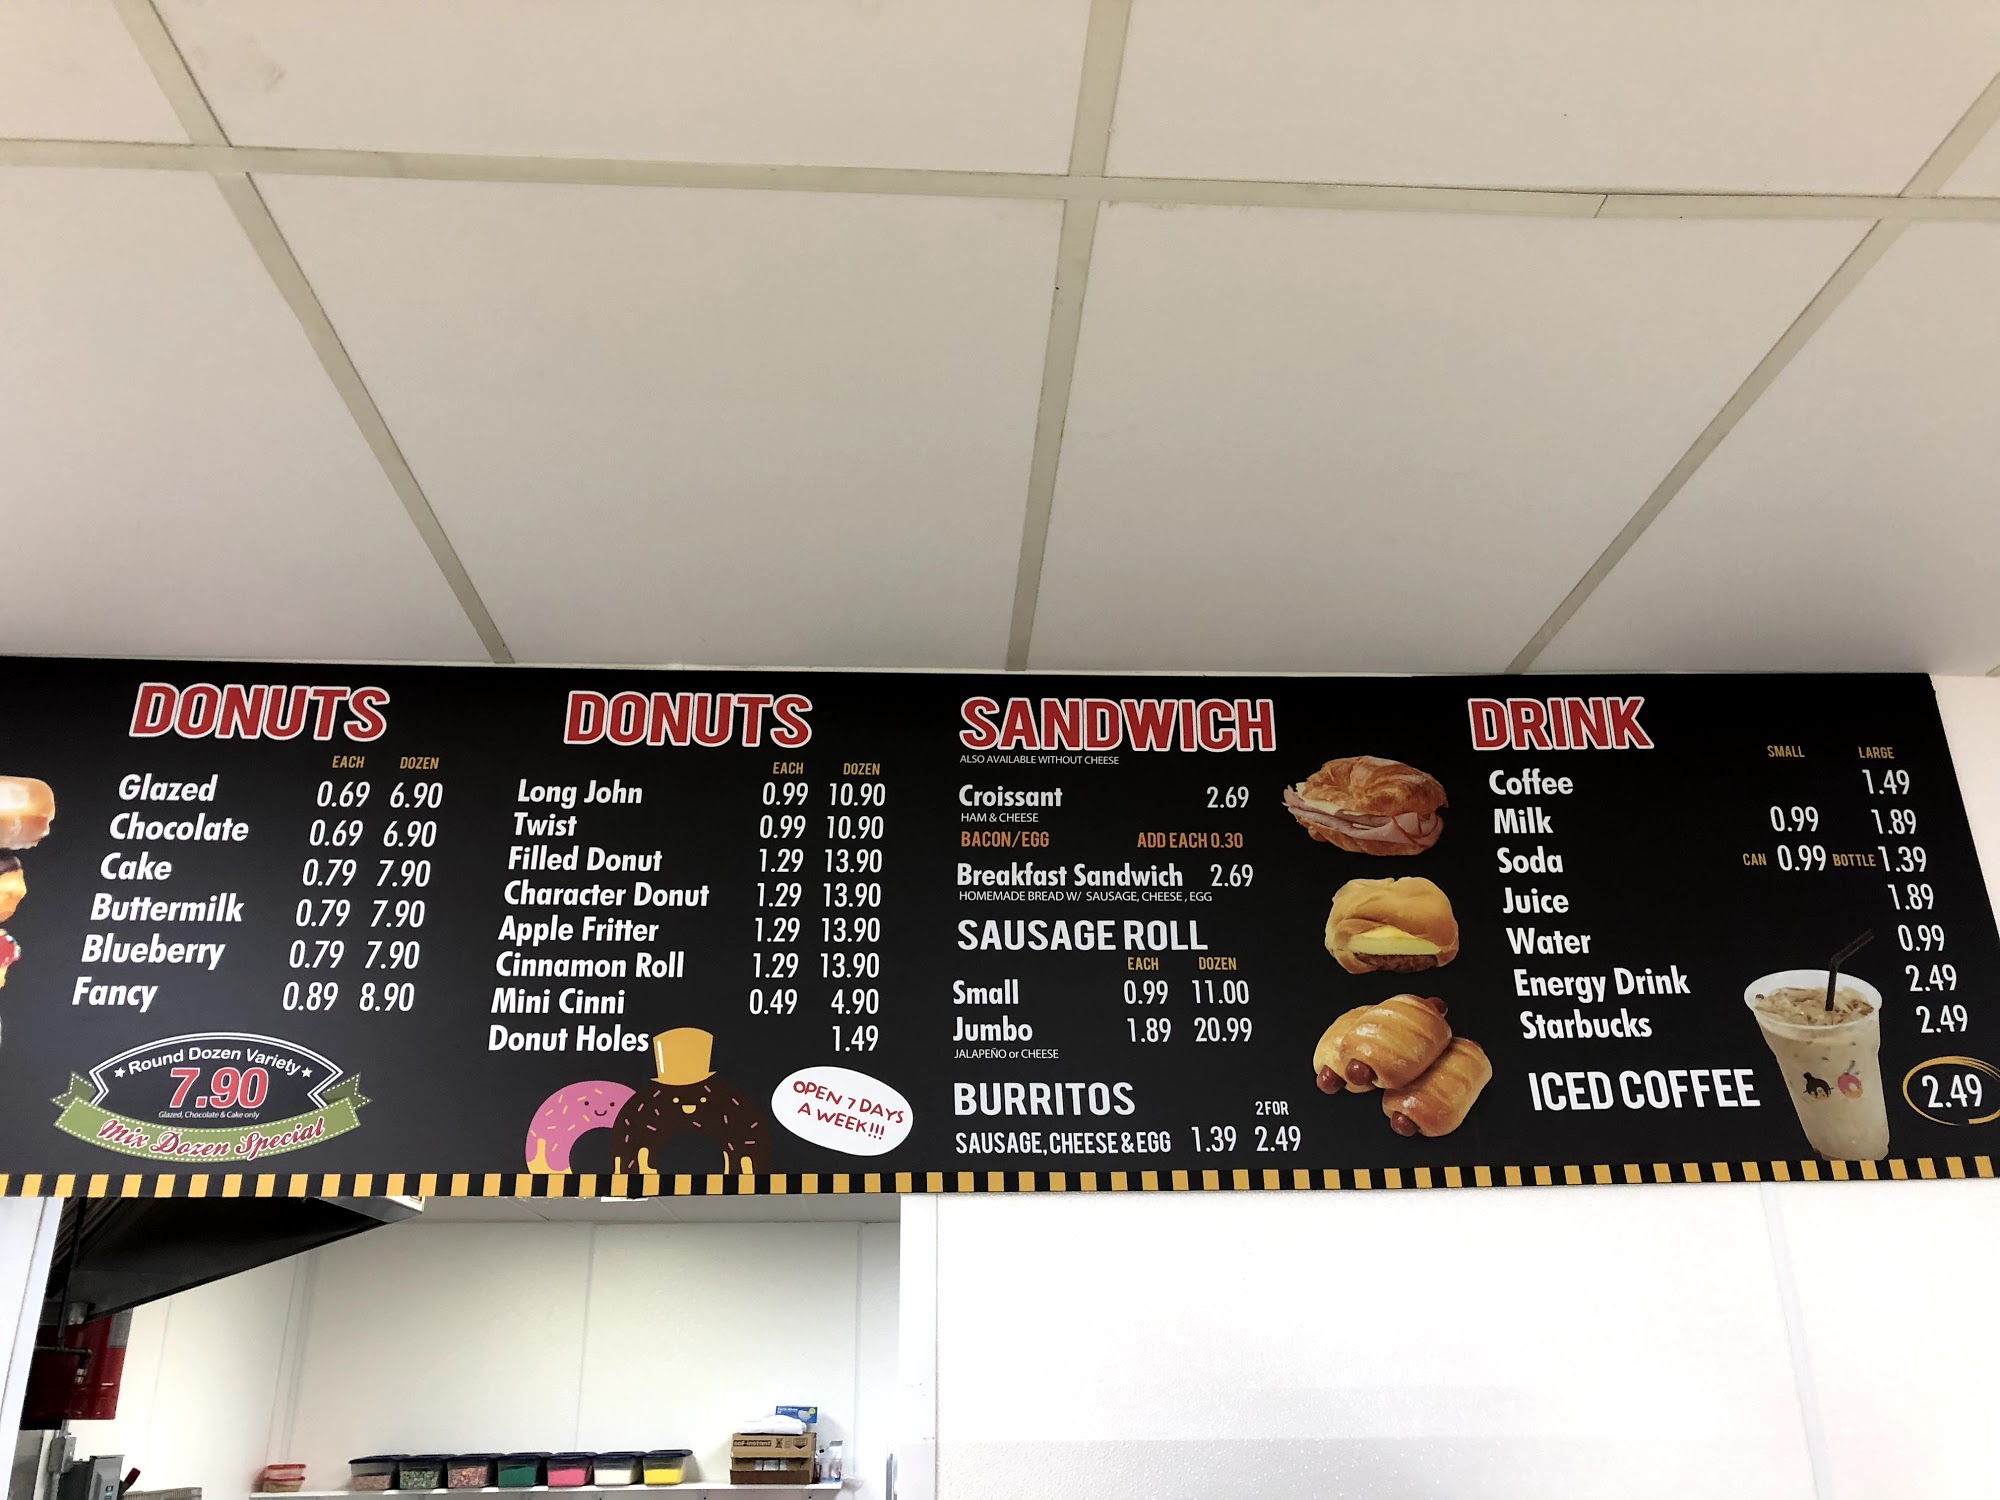 DONUTS
EACH DOZEN
Glazed 0.69 6.90
Chocolate 0.69 6.90
Cake 0.79 7.90
Buttermilk 0.79 7.90
Blueberry 0.79 7.90
Fancy 0.89 8.90
Round Dozen Variety
7.90
Glazed, Chocolate & Cake only
Mix Dozen Special
DONUTS
EACH DOZEN
Long John 0.99 10.90
Twist 0.99 10.90
Filled Donut 1.29 13.90
Character Donut 1.29 13.90
Apple Fritter 1.29 13.90
Cinnamon Roll 1.29 13.90
Mini Cinni 0.49 4.90
Donut Holes 1.49
OPEN 7 DAYS
A WEEK!!!
SANDWICH
ALSO AVAILABLE WITHOUT CHEESE
Croissant 2.69
HAM & CHEESE
BACON/EGG ADD EACH 0.30
Breakfast Sandwich 2.69
HOMEMADE BREAD W/ SAUSAGE, CHEESE , EGG
SAUSAGE ROLL
EACH DOZEN
Small 0.99 11.00
Jumbo 1.89 20.99
JALAPEÑO or CHEESE
BURRITOS 2 FOR
SAUSAGE, CHEESE & EGG 1.39 2.49
DRINK
SMALL LARGE
Coffee 1.49
Milk 0.99 1.89
Soda CAN 0.99 BOTTLE 1.39
Juice 1.89
Water 0.99
Energy Drink 2.49
Starbucks 2.49
ICED COFFEE 2.49
saf-instant